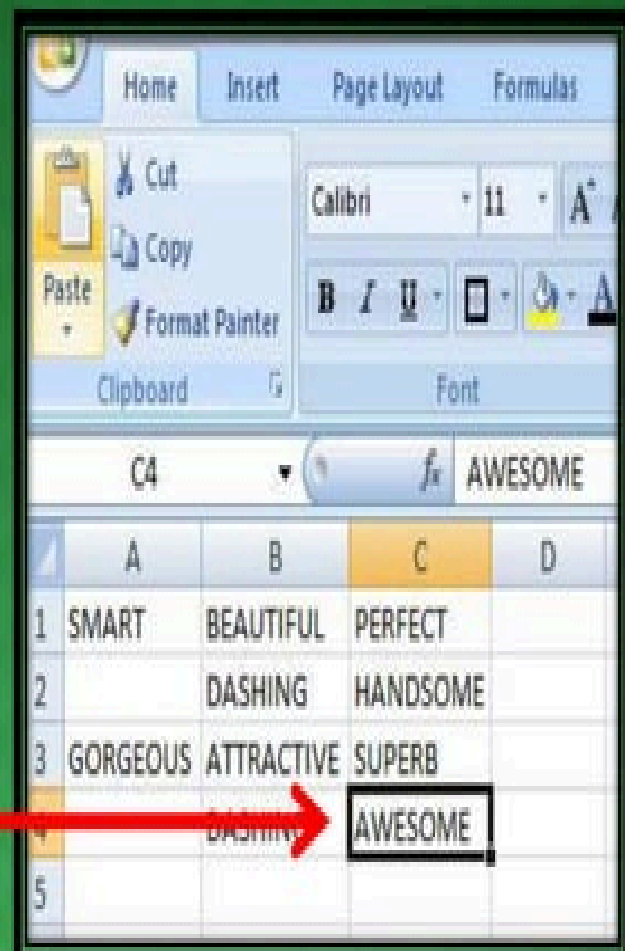 Home Insert Page Layout Formulas
Cut
Copy
Paste
Format Painter
Clipboard
Calibri 11 A
B I U A
Font
C4 fx AWESOME
A B C D
1 SMART BEAUTIFUL PERFECT
2 DASHING HANDSOME
3 GORGEOUS ATTRACTIVE SUPERB
4 DASHING AWESOME
5